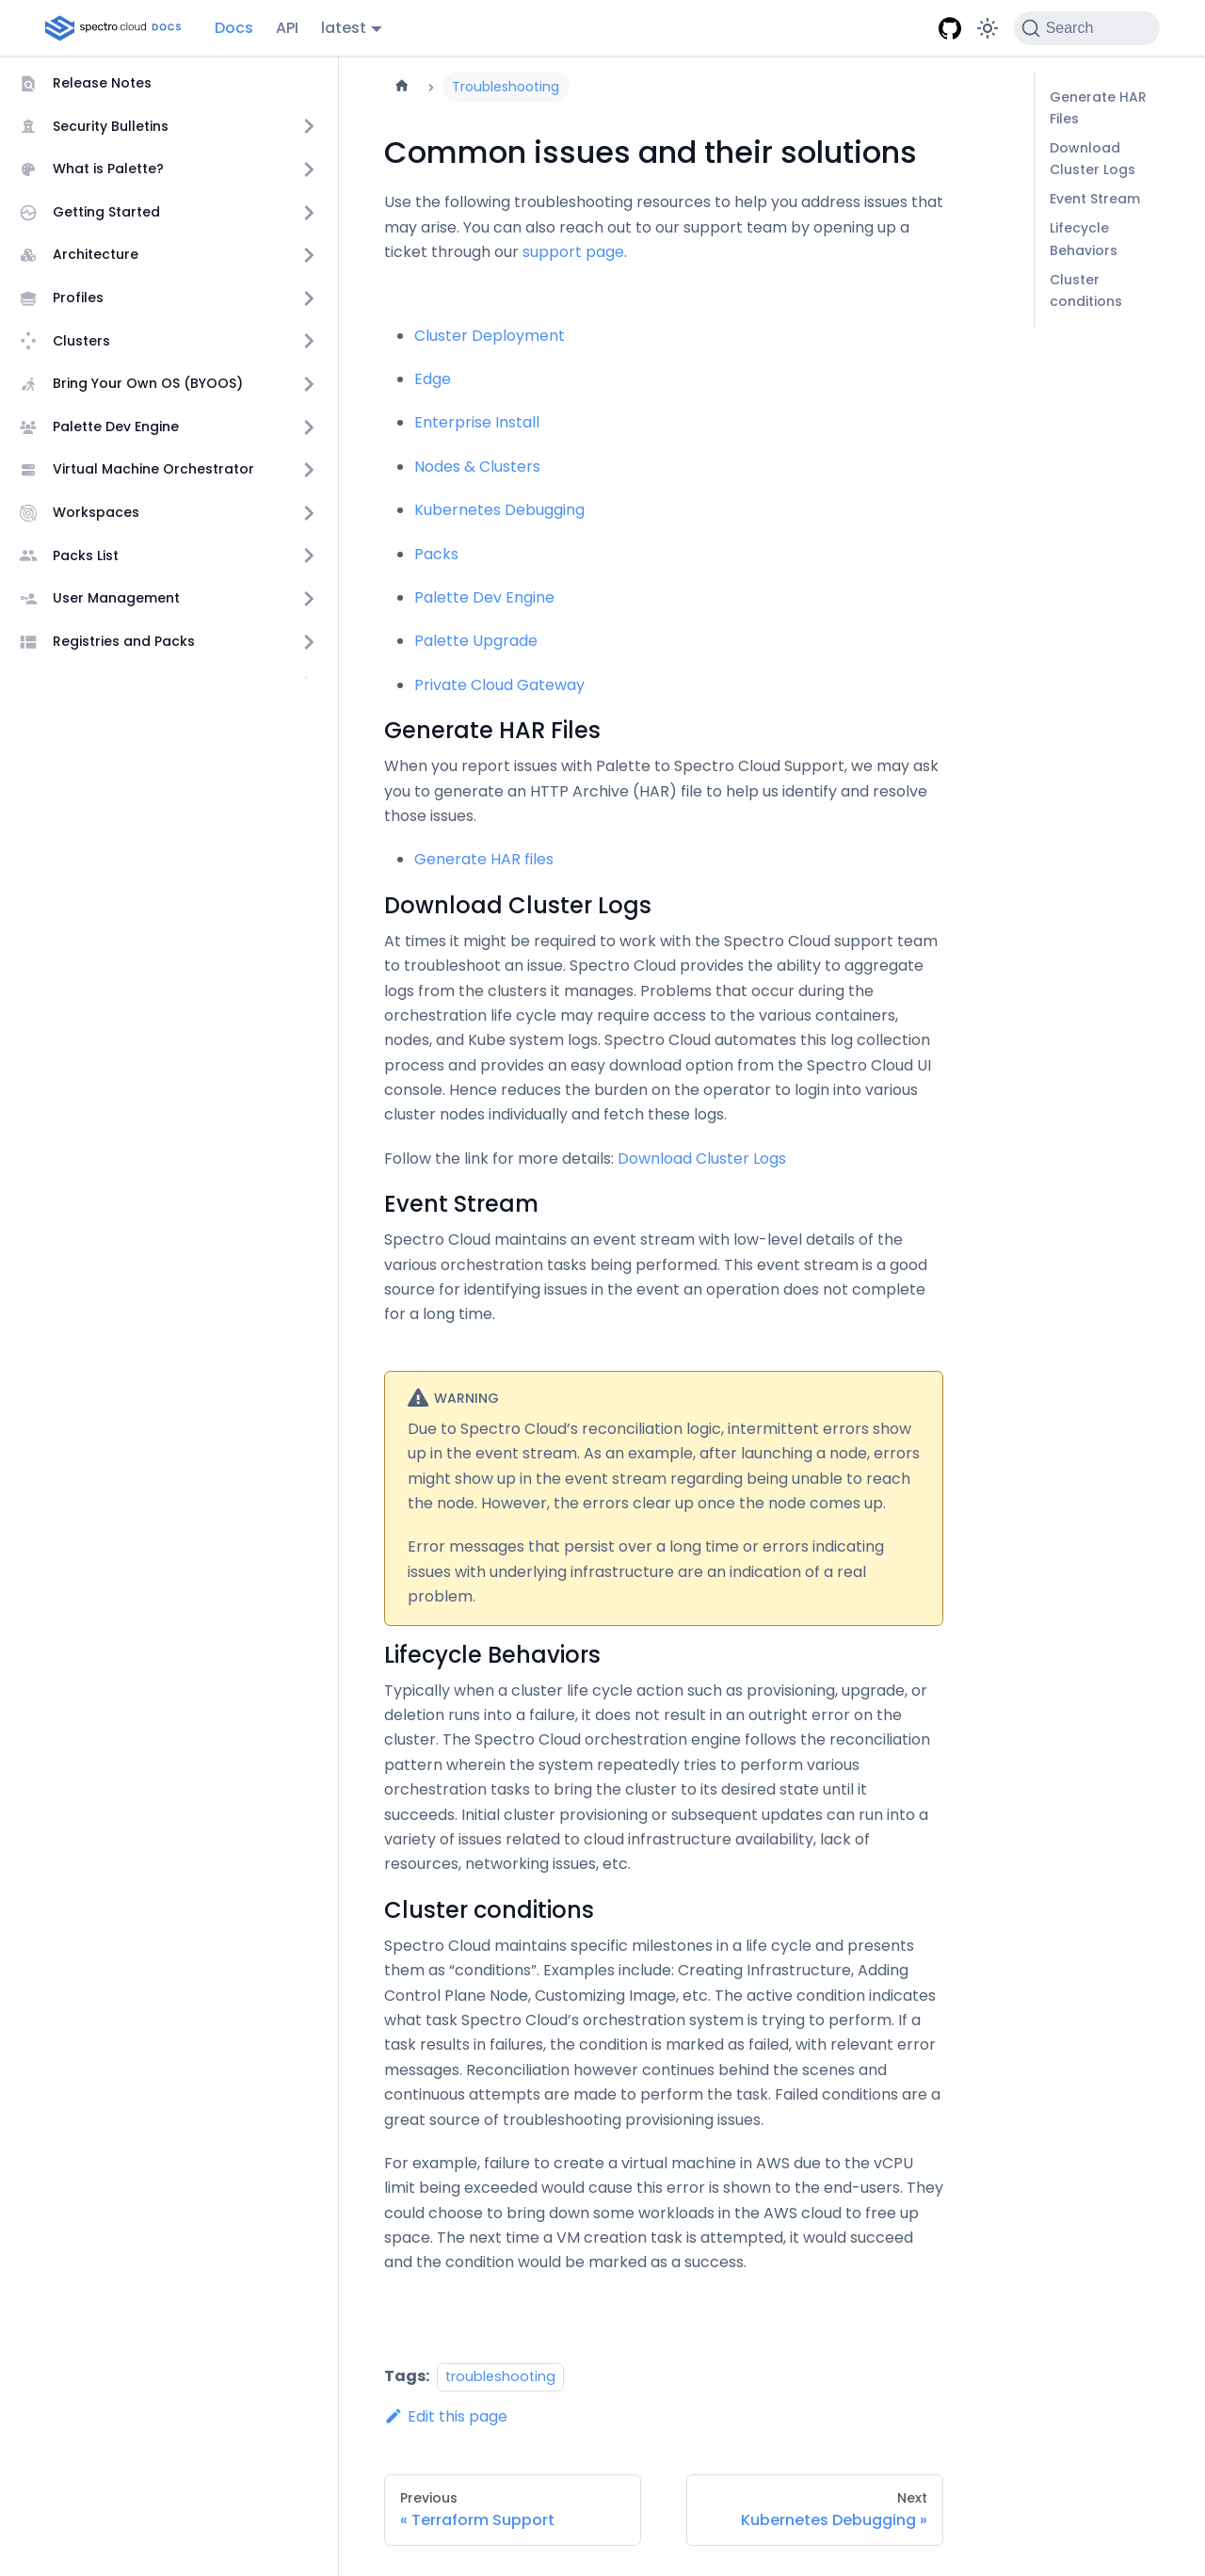 spectro cloud DOCS
Docs
API
latest
Search
Release Notes
Security Bulletins
What is Palette?
Getting Started
Architecture
Profiles
Clusters
Bring Your Own OS (BYOOS)
Palette Dev Engine
Virtual Machine Orchestrator
Workspaces
Packs List
User Management
Registries and Packs
Troubleshooting
Common issues and their solutions
Use the following troubleshooting resources to help you address issues that
may arise. You can also reach out to our support team by opening up a
ticket through our support page.
Cluster Deployment
Edge
Enterprise Install
Nodes & Clusters
Kubernetes Debugging
Packs
Palette Dev Engine
Palette Upgrade
Private Cloud Gateway
Generate HAR Files
When you report issues with Palette to Spectro Cloud Support, we may ask
you to generate an HTTP Archive (HAR) file to help us identify and resolve
those issues.
Generate HAR files
Download Cluster Logs
At times it might be required to work with the Spectro Cloud support team
to troubleshoot an issue. Spectro Cloud provides the ability to aggregate
logs from the clusters it manages. Problems that occur during the
orchestration life cycle may require access to the various containers,
nodes, and Kube system logs. Spectro Cloud automates this log collection
process and provides an easy download option from the Spectro Cloud UI
console. Hence reduces the burden on the operator to login into various
cluster nodes individually and fetch these logs.
Follow the link for more details: Download Cluster Logs
Event Stream
Spectro Cloud maintains an event stream with low-level details of the
various orchestration tasks being performed. This event stream is a good
source for identifying issues in the event an operation does not complete
for a long time.
WARNING
Due to Spectro Cloud’s reconciliation logic, intermittent errors show
up in the event stream. As an example, after launching a node, errors
might show up in the event stream regarding being unable to reach
the node. However, the errors clear up once the node comes up.
Error messages that persist over a long time or errors indicating
issues with underlying infrastructure are an indication of a real
problem.
Lifecycle Behaviors
Typically when a cluster life cycle action such as provisioning, upgrade, or
deletion runs into a failure, it does not result in an outright error on the
cluster. The Spectro Cloud orchestration engine follows the reconciliation
pattern wherein the system repeatedly tries to perform various
orchestration tasks to bring the cluster to its desired state until it
succeeds. Initial cluster provisioning or subsequent updates can run into a
variety of issues related to cloud infrastructure availability, lack of
resources, networking issues, etc.
Cluster conditions
Spectro Cloud maintains specific milestones in a life cycle and presents
them as “conditions”. Examples include: Creating Infrastructure, Adding
Control Plane Node, Customizing Image, etc. The active condition indicates
what task Spectro Cloud’s orchestration system is trying to perform. If a
task results in failures, the condition is marked as failed, with relevant error
messages. Reconciliation however continues behind the scenes and
continuous attempts are made to perform the task. Failed conditions are a
great source of troubleshooting provisioning issues.
For example, failure to create a virtual machine in AWS due to the vCPU
limit being exceeded would cause this error is shown to the end-users. They
could choose to bring down some workloads in the AWS cloud to free up
space. The next time a VM creation task is attempted, it would succeed
and the condition would be marked as a success.
Tags: troubleshooting
Edit this page
Previous
« Terraform Support
Next
Kubernetes Debugging »
Generate HAR
Files
Download
Cluster Logs
Event Stream
Lifecycle
Behaviors
Cluster
conditions